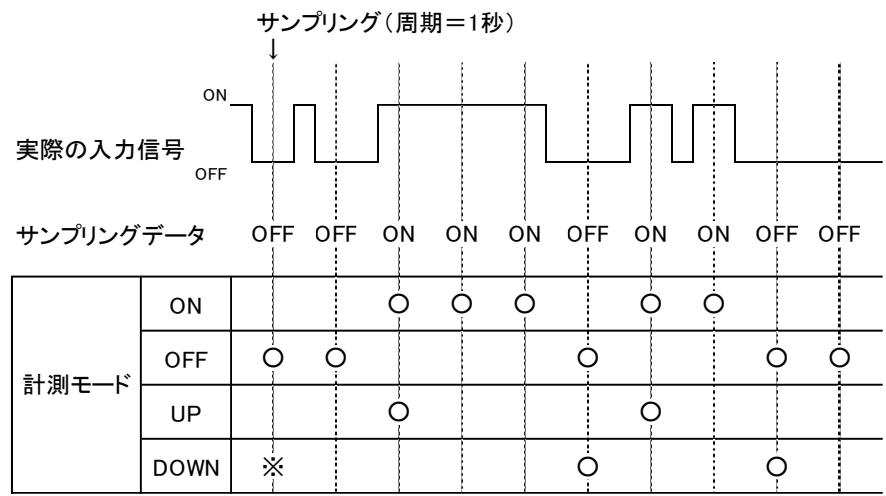 サンプリング（周期＝1秒）
↓
ON
実際の入力信号
OFF
サンプリングデータ OFF OFF ON ON ON OFF ON ON OFF OFF
計測モード
ON ○ ○ ○ ○ ○
OFF ○ ○ ○ ○ ○
UP ○ ○
DOWN ※ ○ ○